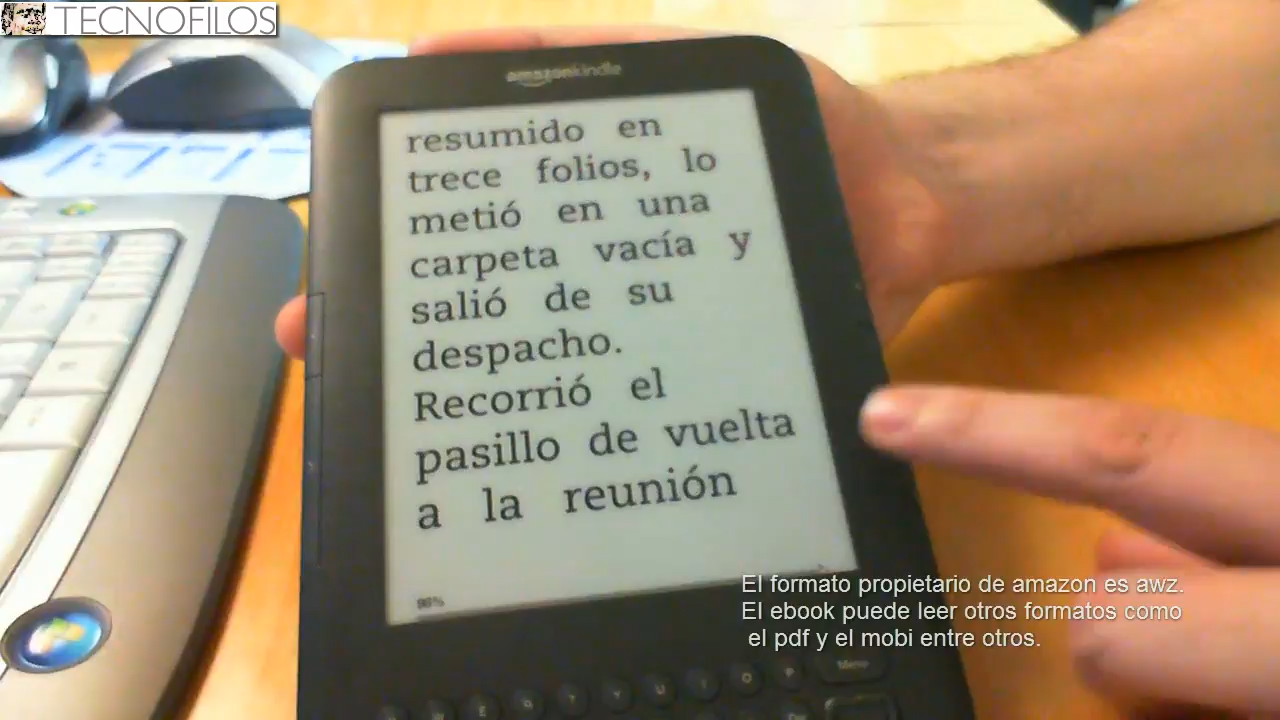 TECNOFILOS
amazonkindle
resumido en
trece folios, lo
metió en una
carpeta vacía y
salió de su
despacho.
Recorrió el
pasillo de vuelta
a la reunión
El formato propietario de amazon es awz.
El ebook puede leer otros formatos como
el pdf y el mobi entre otros.
E R T Y U I O P
Menu